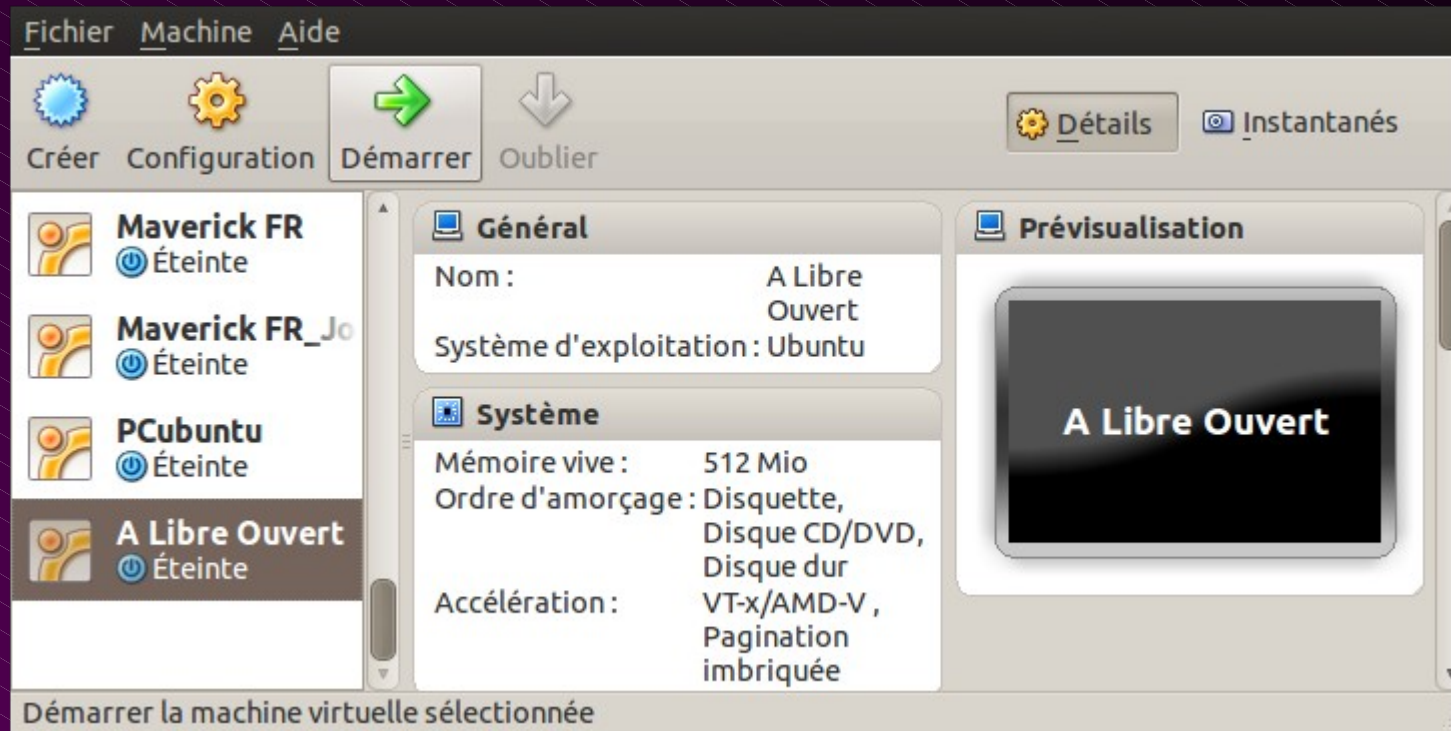 Fichier Machine Aide
Créer Configuration Démarrer Oublier
Détails Instantanés
Maverick FR
Éteinte
Maverick FR_Jo
Éteinte
PCubuntu
Éteinte
A Libre Ouvert
Éteinte
Général
Nom : A Libre
Ouvert
Système d'exploitation : Ubuntu
Système
Mémoire vive : 512 Mio
Ordre d'amorçage : Disquette,
Disque CD/DVD,
Disque dur
Accélération : VT-x/AMD-V ,
Pagination
imbriquée
Prévisualisation
A Libre Ouvert
Démarrer la machine virtuelle sélectionnée